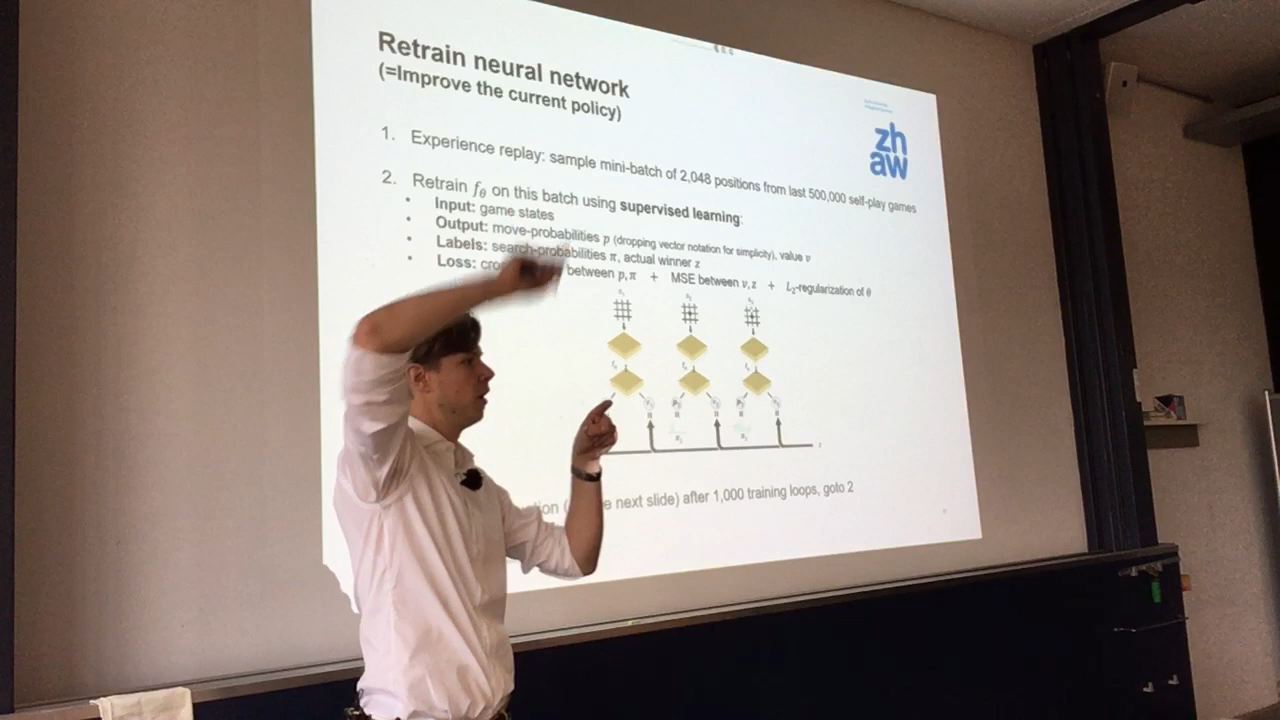 Retrain neural network
(=Improve the current policy)
zh
aw
1. Experience replay: sample mini-batch of 2,048 positions from last 500,000 self-play games
2. Retrain fθ on this batch using supervised learning:
• Input: game states
• Output: move-probabilities p (dropping vector notation for simplicity), value v
• Labels: search-probabilities π, actual winner z
• Loss: between p, π + MSE between v, z + L₂-regularization of θ
next slide) after 1,000 training loops, goto 2